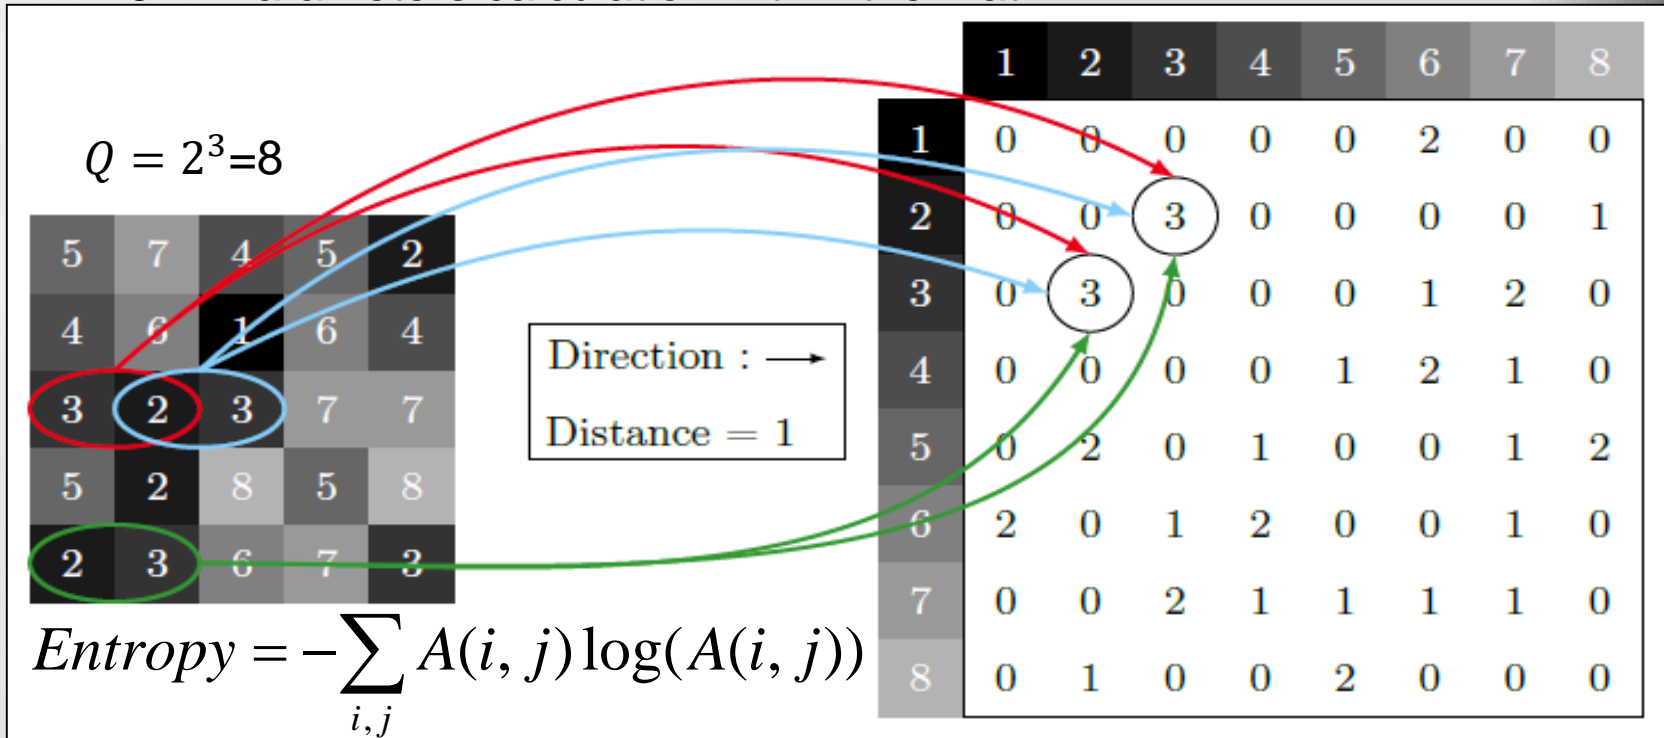 Q = 2³=8
5 7 4 5 2
4 6 1 6 4
3 2 3 7 7
5 2 8 5 8
2 3 6 7 3
Entropy = −∑ A(i, j) log(A(i, j))
i, j
Direction : →
Distance = 1
1 2 3 4 5 6 7 8
1 0 0 0 0 0 2 0 0
2 0 0 3 0 0 0 0 1
3 0 3 0 0 0 1 2 0
4 0 0 0 0 1 2 1 0
5 0 2 0 1 0 0 1 2
6 2 0 1 2 0 0 1 0
7 0 0 2 1 1 1 1 0
8 0 1 0 0 2 0 0 0